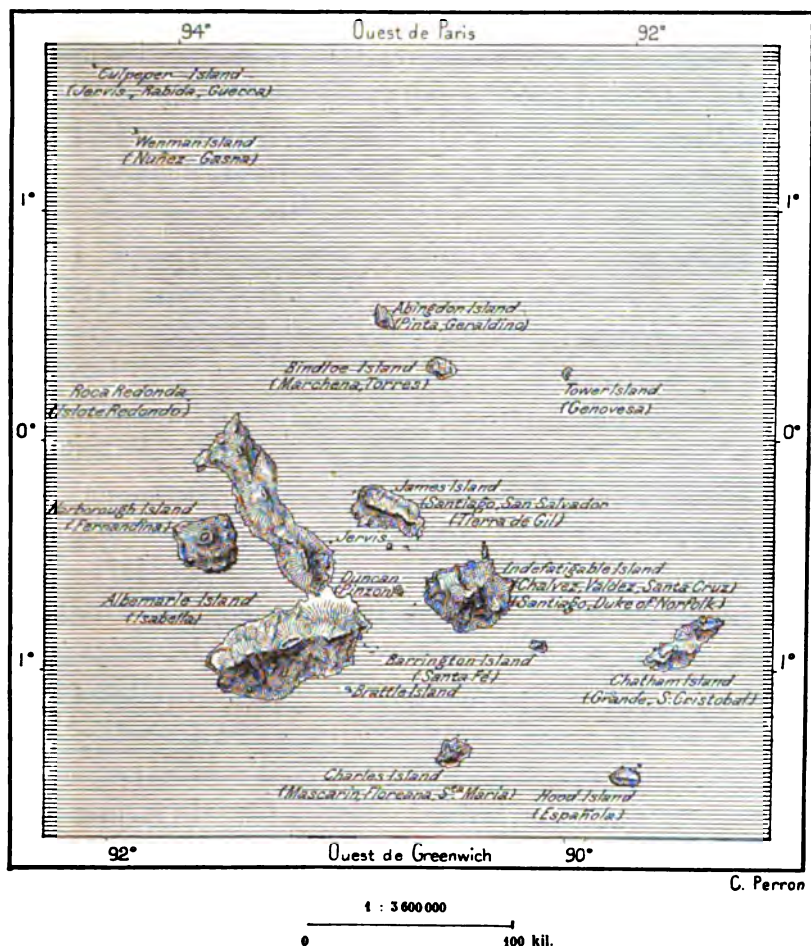 94° Ouest de Paris 92°
Culpeper Island
(Jervis, Rabida, Guerra)
Wenman Island
(Nuñez-Gasna)
1° 1°
Abingdon Island
(Pinta, Geraldino)
Bindloe Island
(Marchena, Torres)
Tower Island
(Genovesa)
Roca Redonda
(Islote Redondo)
0° 0°
James Island
(Santiago, San Salvador
(Tierra de Gil)
Narborough Island
(Fernandina)
Jervis
Duncan
(Pinzon)
Indefatigable Island
(Chalvez, Valdez, Santa Cruz)
(Santiago, Duke of Norfolk)
Albemarle Island
(Isabella)
1° 1°
Barrington Island
(Santa Fé)
Brattle Island
Chatham Island
(Grande, S. Cristobal)
Charles Island
(Mascarin, Floreana, Sta Maria)
Hood Island
(Española)
92° Ouest de Greenwich 90°
C. Perron
1 : 3 600 000
0 100 kil.